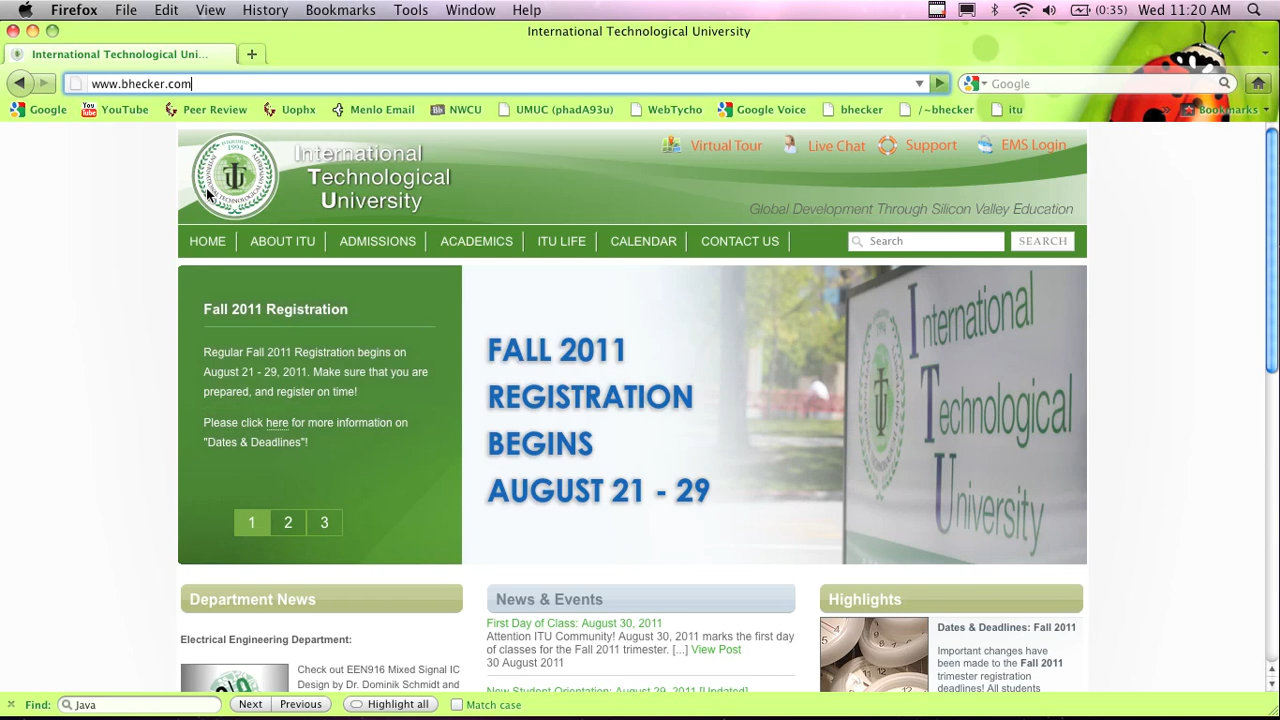 Firefox File Edit View History Bookmarks Tools Window Help (0:35) Wed 11:20 AM
International Technological University
International Technological Uni...
www.bhecker.com Google
Google YouTube Peer Review Uophx Menlo Email NWCU UMUC (phadA93u) WebTycho Google Voice bhecker /~bhecker itu » Bookmarks
Virtual Tour Live Chat Support EMS Login
International
Technological
University
1994
Global Development Through Silicon Valley Education
HOME ABOUT ITU ADMISSIONS ACADEMICS ITU LIFE CALENDAR CONTACT US Search SEARCH
Fall 2011 Registration
Regular Fall 2011 Registration begins on
August 21 - 29, 2011. Make sure that you are
prepared, and register on time!
Please click here for more information on
"Dates & Deadlines"!
1 2 3
FALL 2011
REGISTRATION
BEGINS
AUGUST 21 - 29
International
Technological
University
Department News
Electrical Engineering Department:
Check out EEN916 Mixed Signal IC
Design by Dr. Dominik Schmidt and
News & Events
First Day of Class: August 30, 2011
Attention ITU Community! August 30, 2011 marks the first day
of classes for the Fall 2011 trimester. [...] View Post
30 August 2011
New Student Orientation: August 29, 2011 [Updated]
Highlights
Dates & Deadlines: Fall 2011
Important changes have
been made to the Fall 2011
trimester registration
deadlines! All students
Find: Java Next Previous Highlight all Match case